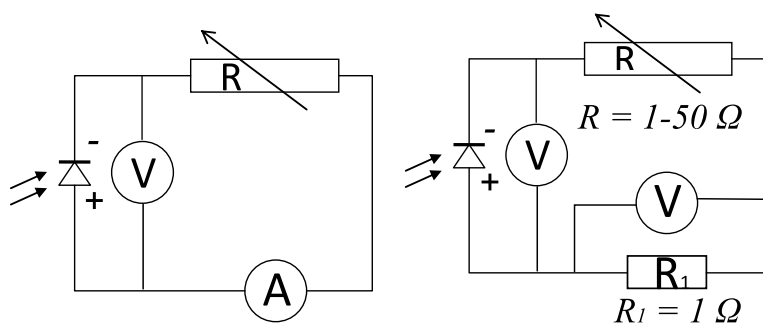 R
-
V
+
A
R
R = 1-50 Ω
-
V
+
V
R₁
R₁ = 1 Ω